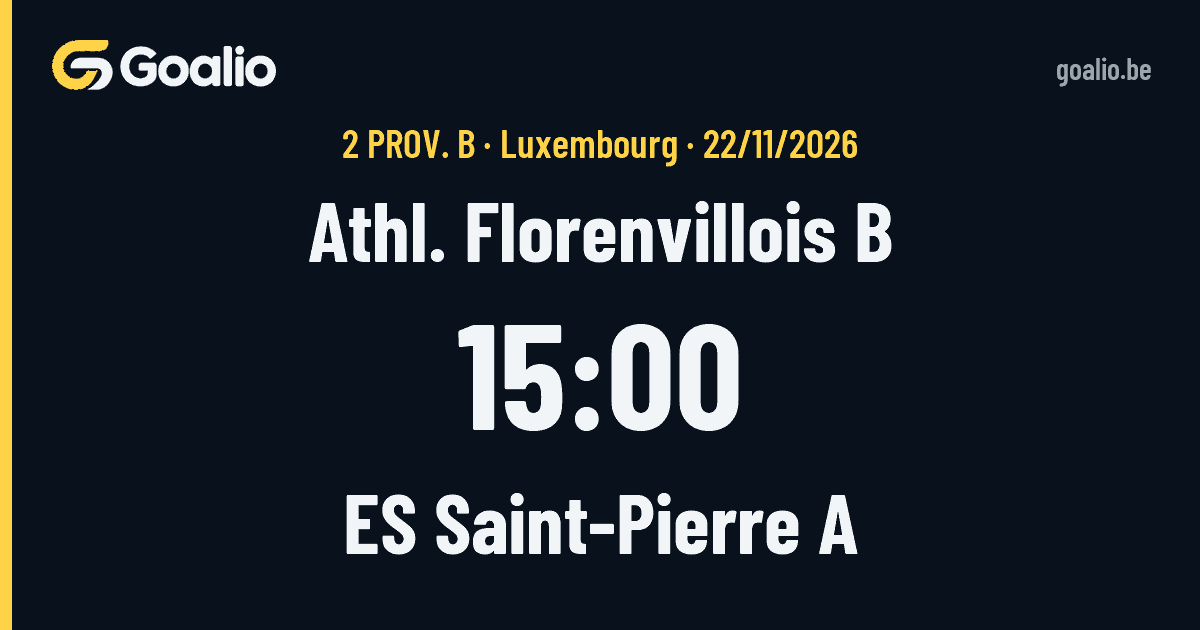 Goalio
goalio.be
2 PROV. B · Luxembourg · 22/11/2026
Athl. Florenvillois B
15:00
ES Saint-Pierre A